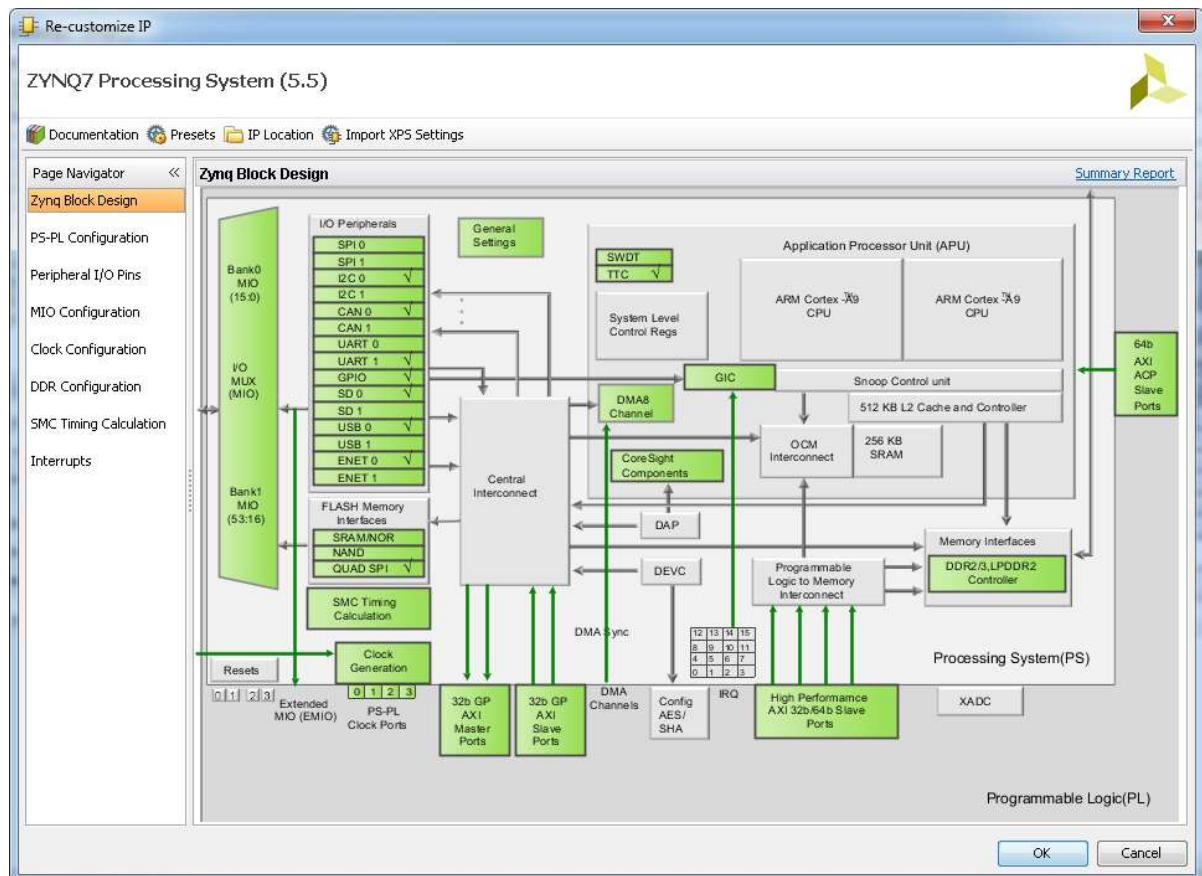 Re-customize IP
ZYNQ7 Processing System (5.5)
Documentation Presets IP Location Import XPS Settings
Page Navigator «
Zynq Block Design
PS-PL Configuration
Peripheral I/O Pins
MIO Configuration
Clock Configuration
DDR Configuration
SMC Timing Calculation
Interrupts
Zynq Block Design
Summary Report
Bank0
MIO
(15:0)
I/O
MUX
(MIO)
Bank1
MIO
(53:16)
I/O Peripherals
SPI 0
SPI 1
I2C 0 √
I2C 1
CAN 0 √
CAN 1
UART 0
UART 1 √
GPIO √
SD 0 √
SD 1
USB 0 √
USB 1
ENET 0 √
ENET 1
FLASH Memory
Interfaces
SRAM/NOR
NAND
QUAD SPI √
SMC Timing
Calculation
General
Settings
Application Processor Unit (APU)
SWDT
TTC √
System Level
Control Regs
ARM Cortex -A9
TM
CPU
ARM Cortex -A9
TM
CPU
GIC
Snoop Control unit
512 KB L2 Cache and Controller
DMA8
Channel
OCM
Interconnect
256 KB
SRAM
CoreSight
Components
Central
Interconnect
DAP
DEVC
Programmable
Logic to Memory
Interconnect
Memory Interfaces
DDR2/3,LPDDR2
Controller
64b
AXI
ACP
Slave
Ports
Resets
0 1 2 3
Extended
MIO (EMIO)
Clock
Generation
0 1 2 3
PS-PL
Clock Ports
32b GP
AXI
Master
Ports
32b GP
AXI
Slave
Ports
DMA Sync
DMA
Channels
Config
AES/
SHA
12 13 14 15
8 9 10 11
4 5 6 7
0 1 2 3
IRQ
High Performamce
AXI 32b/64b Slave
Ports
Processing System(PS)
XADC
Programmable Logic(PL)
OK
Cancel